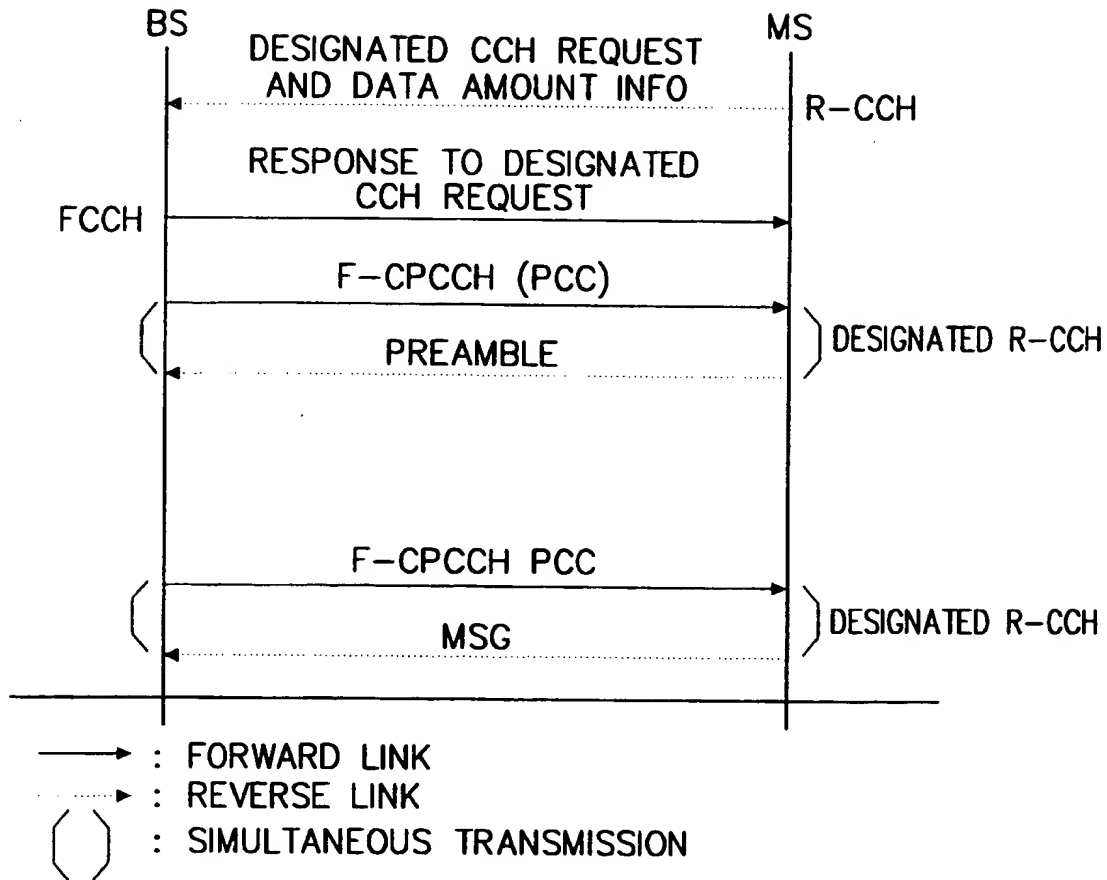 BS
MS
DESIGNATED CCH REQUEST
AND DATA AMOUNT INFO
R-CCH
RESPONSE TO DESIGNATED
CCH REQUEST
FCCH
F-CPCCH (PCC)
PREAMBLE
DESIGNATED R-CCH
F-CPCCH PCC
MSG
DESIGNATED R-CCH
: FORWARD LINK
: REVERSE LINK
: SIMULTANEOUS TRANSMISSION